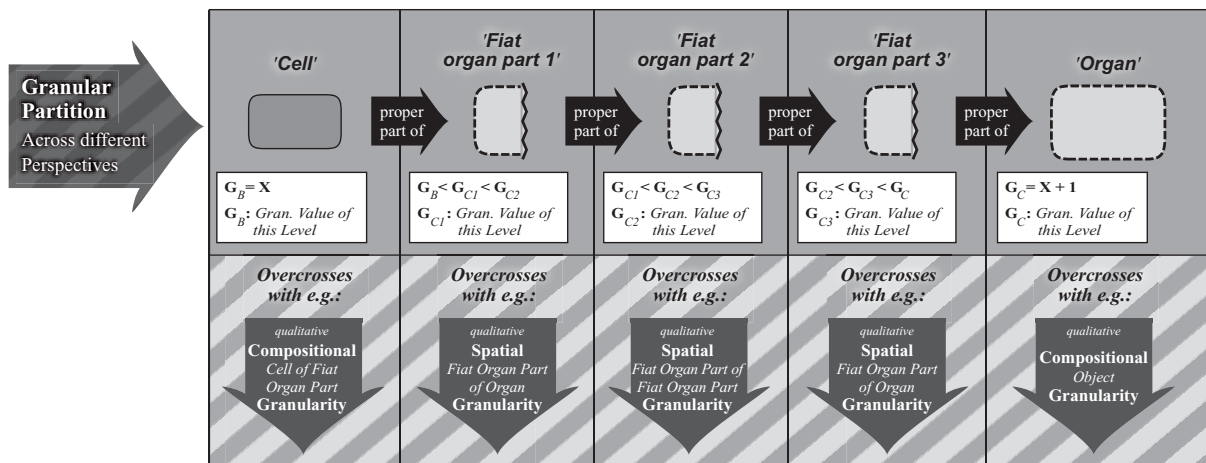 Granular
Partition
Across different
Perspectives
'Cell'
proper
part of
G_B = X
G_B: Gran. Value of
this Level
'Fiat
organ part 1'
proper
part of
G_B < G_C1 < G_C2
G_C1: Gran. Value of
this Level
'Fiat
organ part 2'
proper
part of
G_C1 < G_C2 < G_C3
G_C2: Gran. Value of
this Level
'Fiat
organ part 3'
proper
part of
G_C2 < G_C3 < G_C
G_C3: Gran. Value of
this Level
'Organ'
G_C = X + 1
G_C: Gran. Value of
this Level
Overcrosses
with e.g.:
qualitative
Compositional
Cell of Fiat
Organ Part
Granularity
Overcrosses
with e.g.:
qualitative
Spatial
Fiat Organ Part
of Organ
Granularity
Overcrosses
with e.g.:
qualitative
Spatial
Fiat Organ Part of
Fiat Organ Part
Granularity
Overcrosses
with e.g.:
qualitative
Spatial
Fiat Organ Part
of Organ
Granularity
Overcrosses
with e.g.:
qualitative
Compositional
Object
Granularity